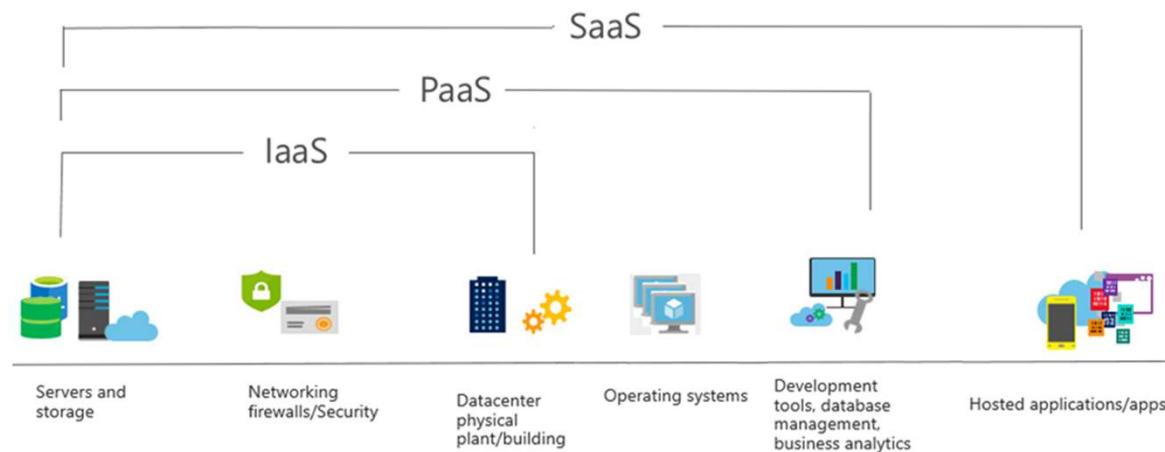 SaaS
PaaS
IaaS
Servers and
storage
Networking
firewalls/Security
Datacenter
physical
plant/building
Operating systems
Development
tools, database
management,
business analytics
Hosted applications/apps